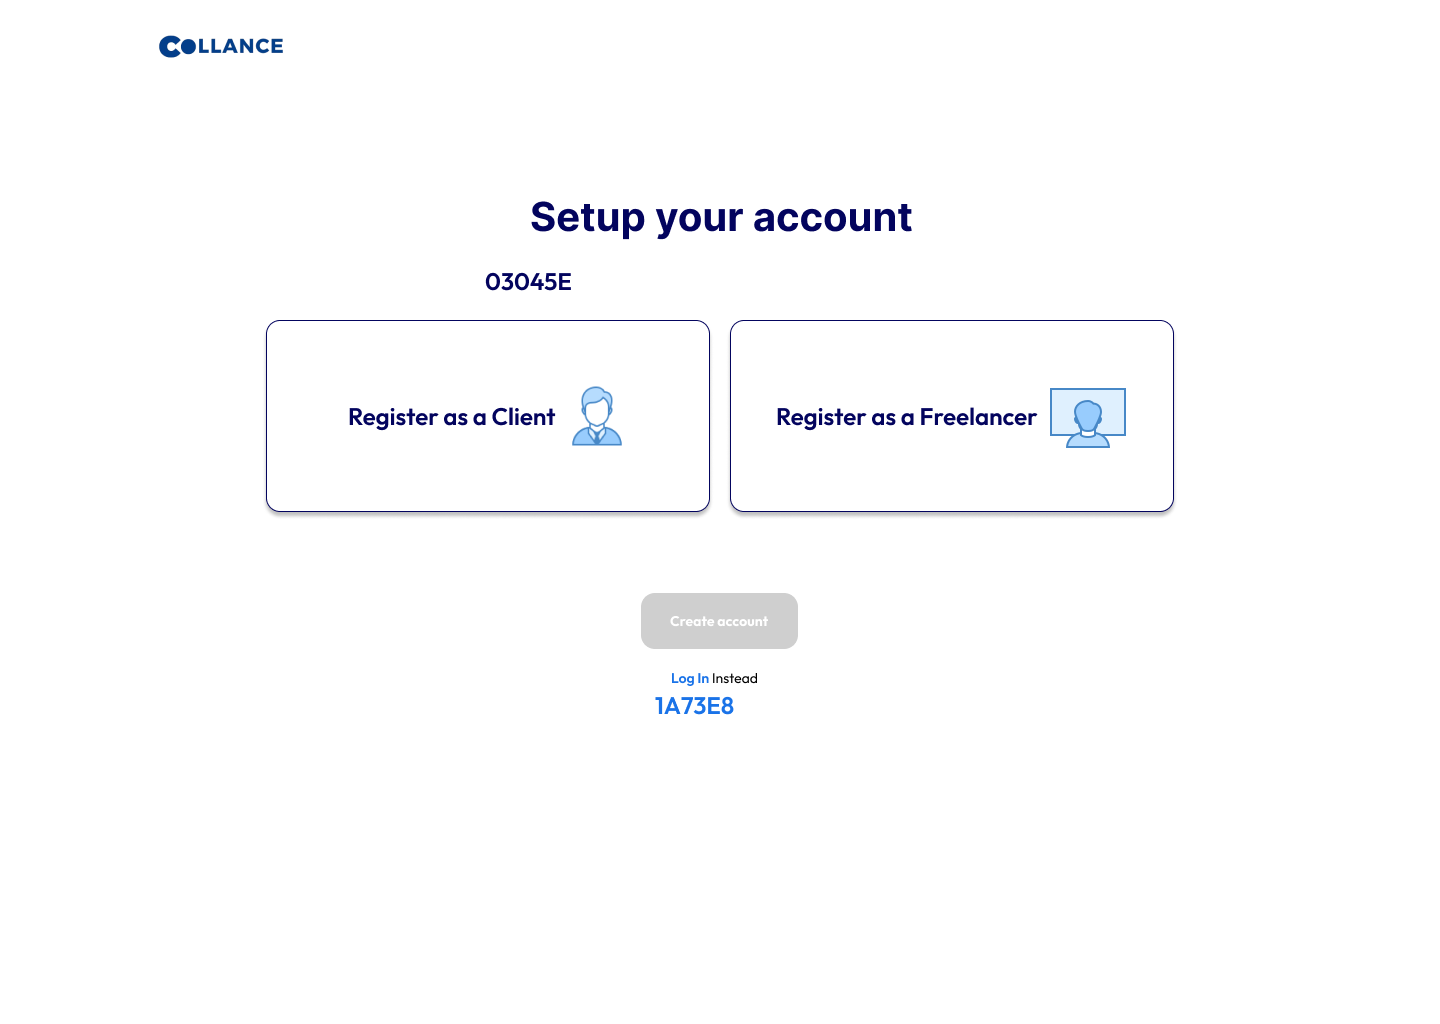 COLLANCE
Setup your account
03045E
Register as a Client
Register as a Freelancer
Create account
Log In Instead
1A73E8